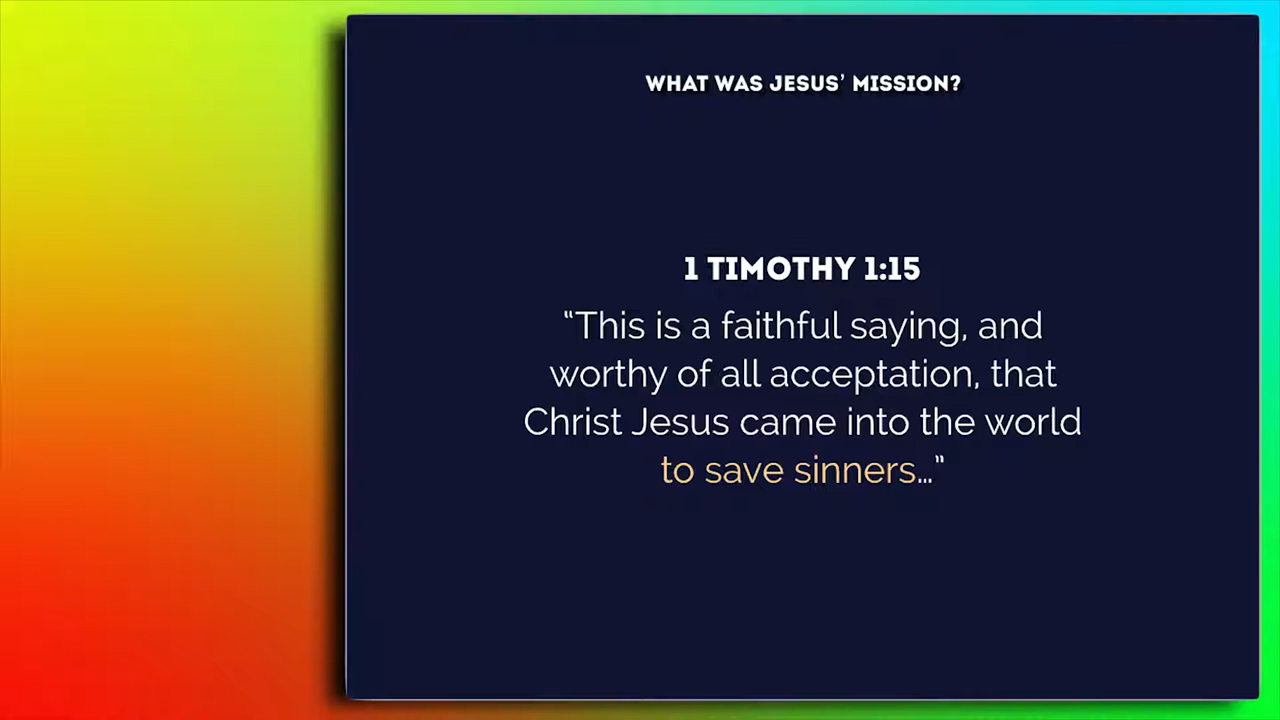 WHAT WAS JESUS’ MISSION?
1 TIMOTHY 1:15
“This is a faithful saying, and
worthy of all acceptation, that
Christ Jesus came into the world
to save sinners…”